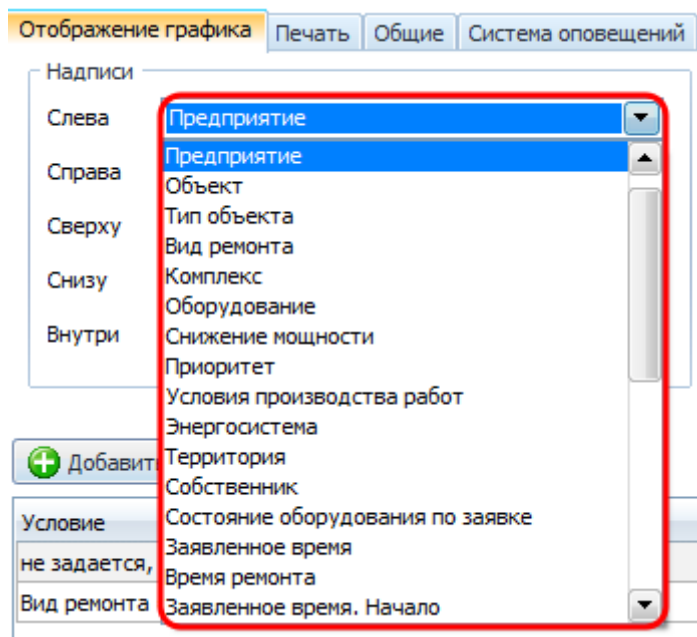 Отображение графика Печать Общие Система оповещений
Надписи
Слева Предприятие
Предприятие
Справа
Объект
Тип объекта
Сверху
Вид ремонта
Снизу
Комплекс
Оборудование
Внутри
Снижение мощности
Приоритет
Условия производства работ
Энергосистема
Добавить
Территория
Собственник
Условие
Состояние оборудования по заявке
Заявленное время
не задается,
Время ремонта
Вид ремонта
Заявленное время. Начало